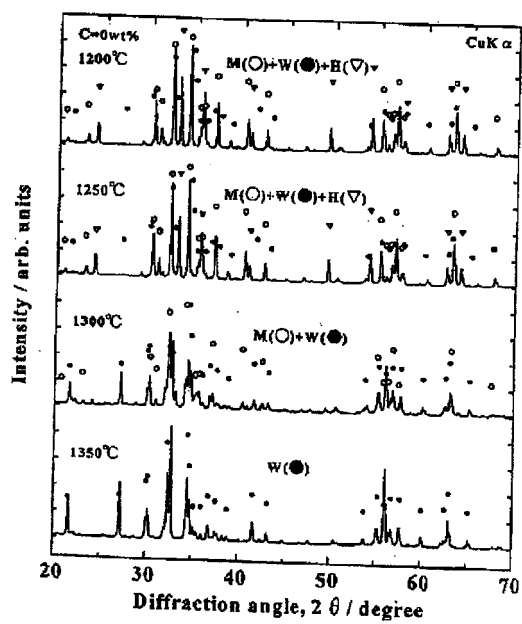 C=0wt%
CuK α
1200℃
M(○)+W(●)+H(▽)
1250℃
M(○)+W(●)+H(▽)
1300℃
M(○)+W(●)
1350℃
W(●)
Intensity / arb. units
20 30 40 50 60 70
Diffraction angle, 2 θ / degree